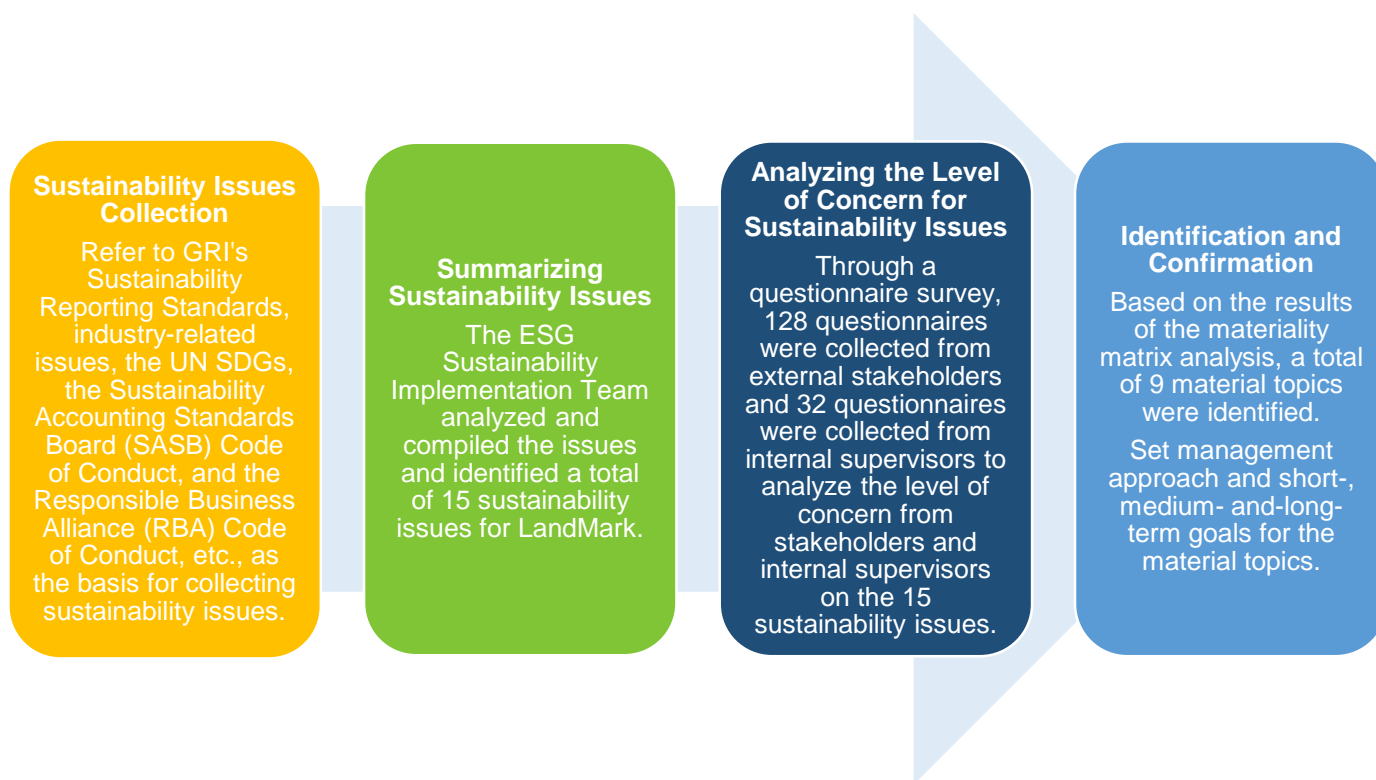 Sustainability Issues
Collection
Refer to GRI's
Sustainability
Reporting Standards,
industry-related
issues, the UN SDGs,
the Sustainability
Accounting Standards
Board (SASB) Code
of Conduct, and the
Responsible Business
Alliance (RBA) Code
of Conduct, etc., as
the basis for collecting
sustainability issues.
Summarizing
Sustainability Issues
The ESG
Sustainability
Implementation Team
analyzed and
compiled the issues
and identified a total
of 15 sustainability
issues for LandMark.
Analyzing the Level
of Concern for
Sustainability Issues
Through a
questionnaire survey,
128 questionnaires
were collected from
external stakeholders
and 32 questionnaires
were collected from
internal supervisors to
analyze the level of
concern from
stakeholders and
internal supervisors
on the 15
sustainability issues.
Identification and
Confirmation
Based on the results
of the materiality
matrix analysis, a total
of 9 material topics
were identified.
Set management
approach and short-,
medium- and-long-
term goals for the
material topics.